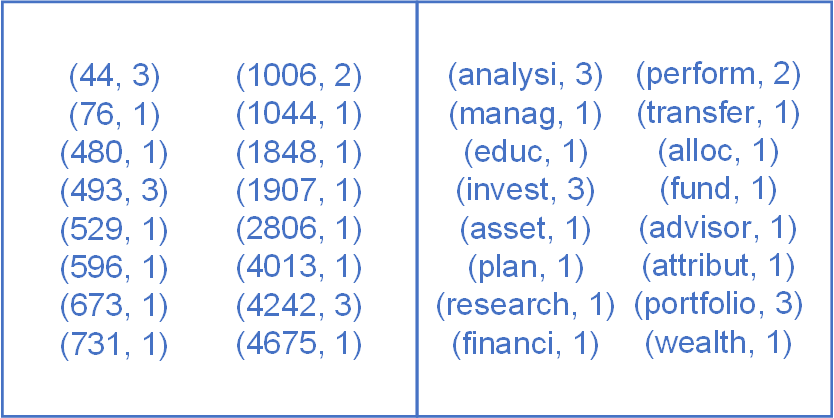 (44, 3) (1006, 2)
(76, 1) (1044, 1)
(480, 1) (1848, 1)
(493, 3) (1907, 1)
(529, 1) (2806, 1)
(596, 1) (4013, 1)
(673, 1) (4242, 3)
(731, 1) (4675, 1)
(analysi, 3) (perform, 2)
(manag, 1) (transfer, 1)
(educ, 1) (alloc, 1)
(invest, 3) (fund, 1)
(asset, 1) (advisor, 1)
(plan, 1) (attribut, 1)
(research, 1) (portfolio, 3)
(financi, 1) (wealth, 1)